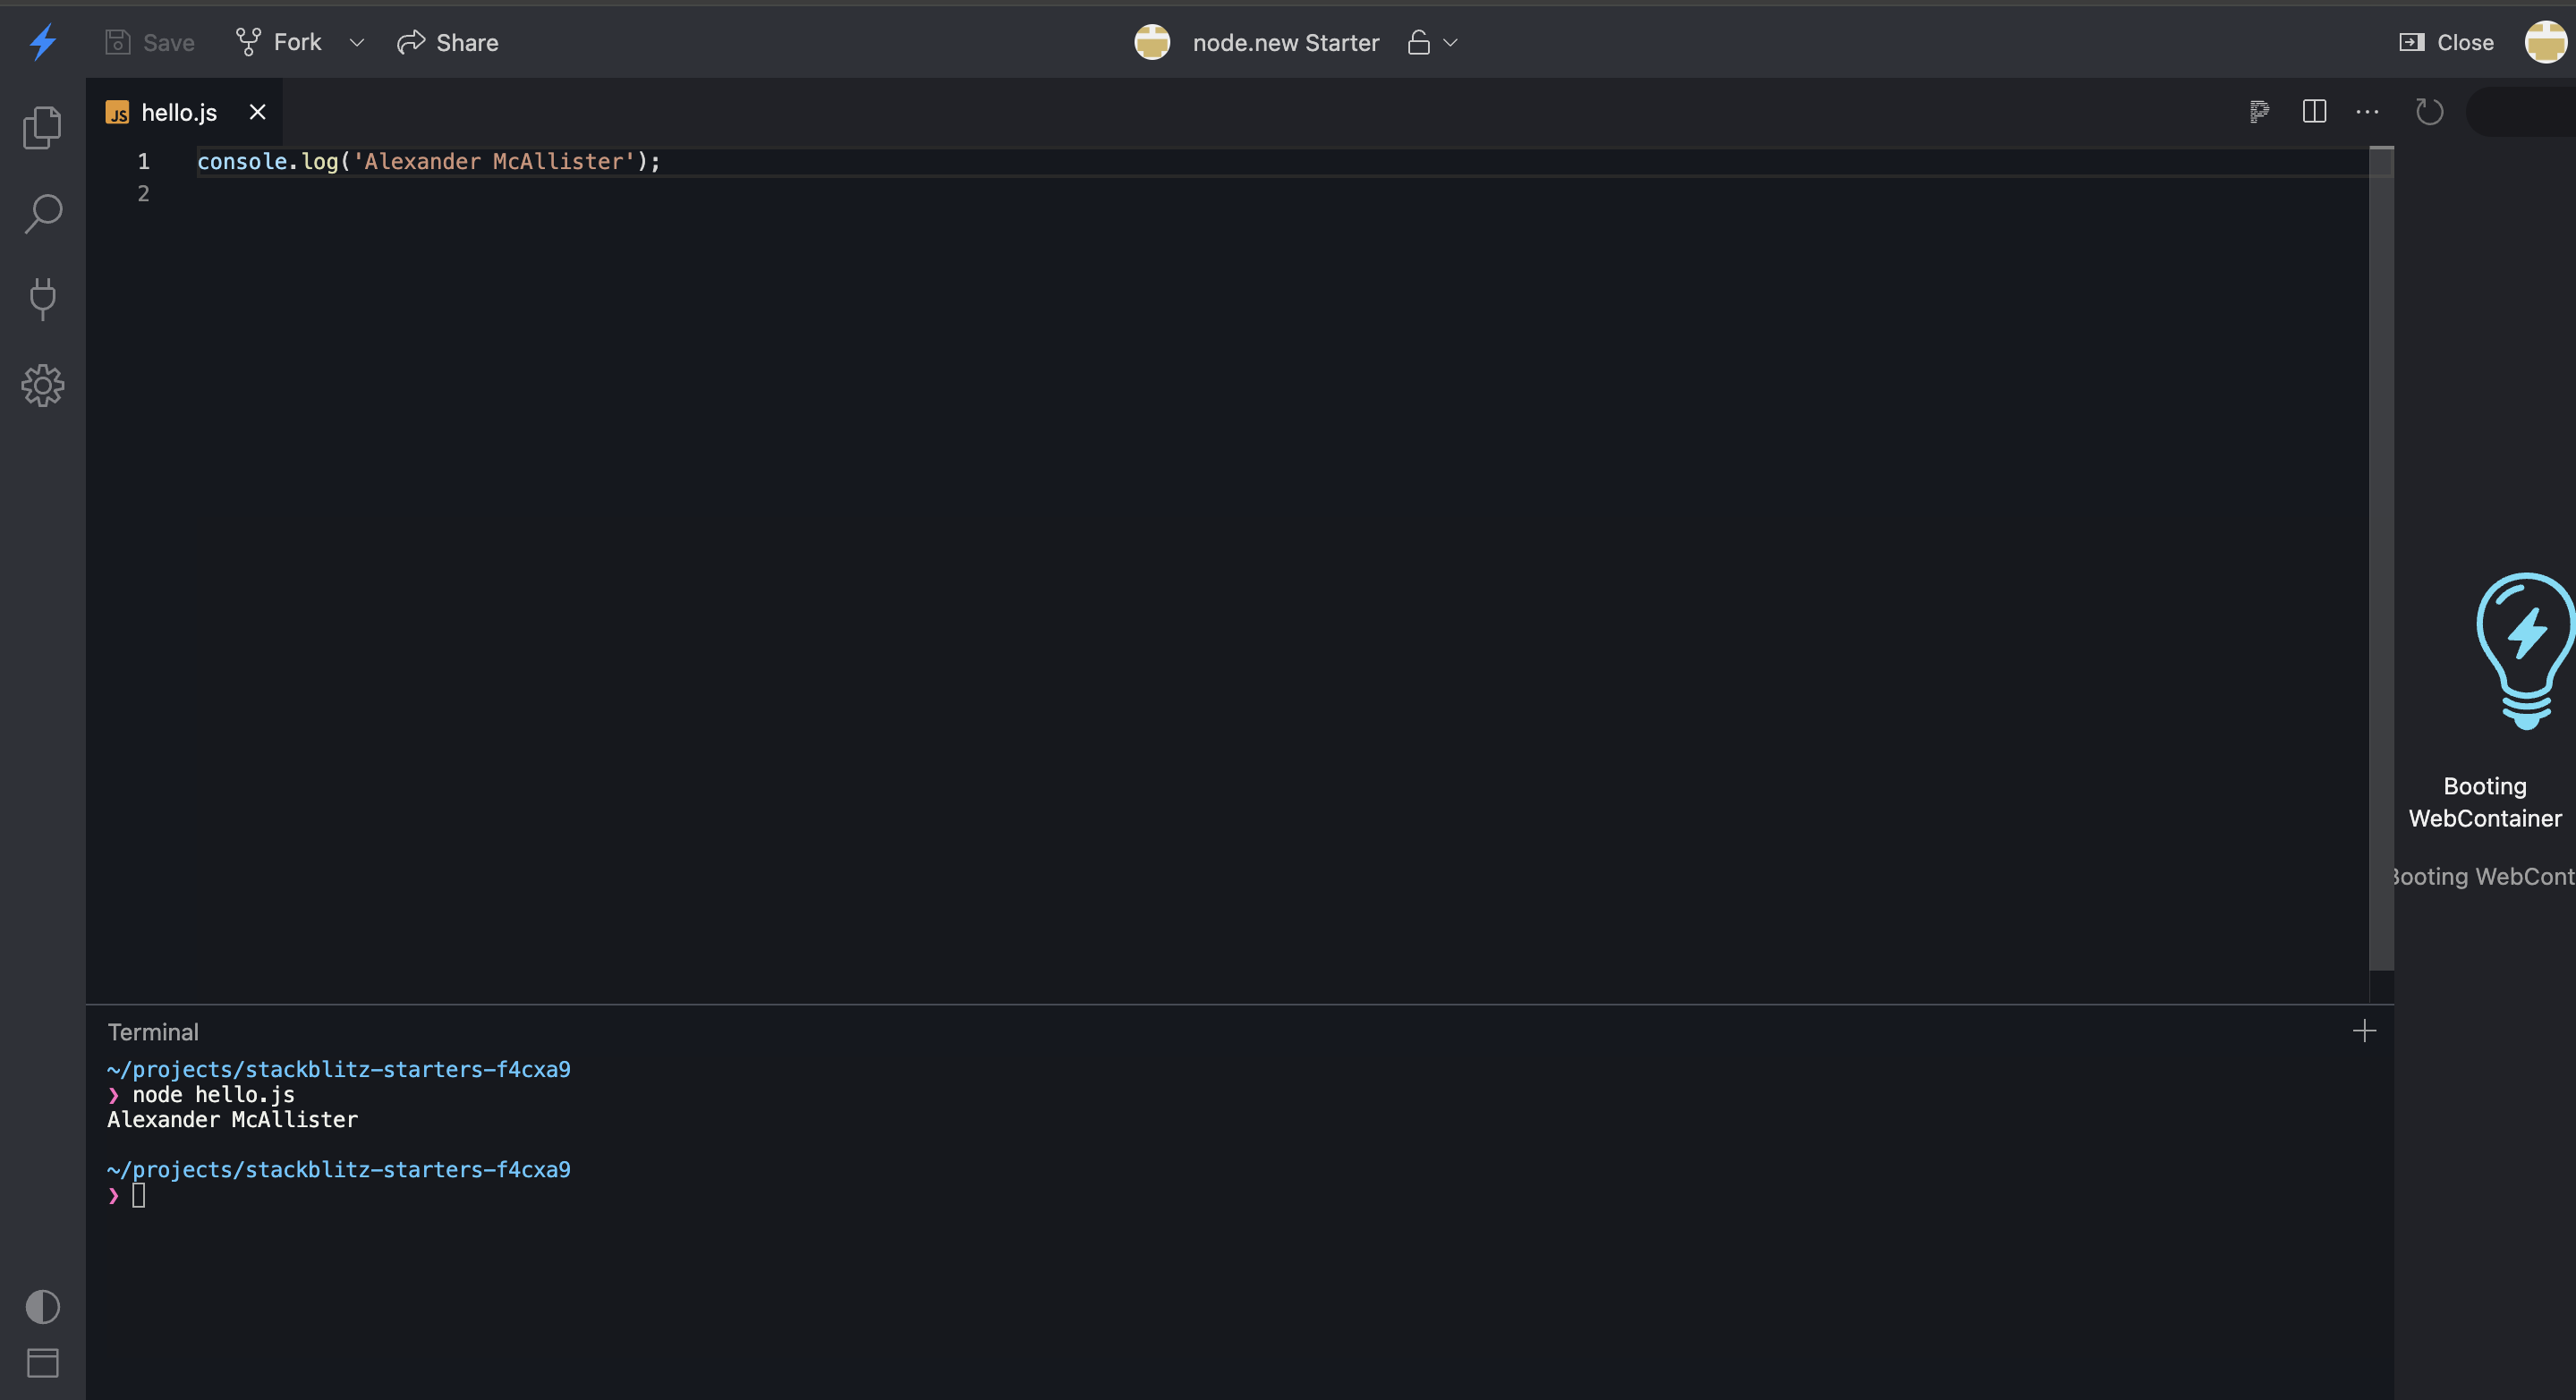 Save Fork Share node.new Starter Close
JS hello.js
1 console.log('Alexander McAllister');
2
Booting
WebContainer
Booting WebCont
Terminal
~/projects/stackblitz-starters-f4cxa9
❯ node hello.js
Alexander McAllister
~/projects/stackblitz-starters-f4cxa9
❯